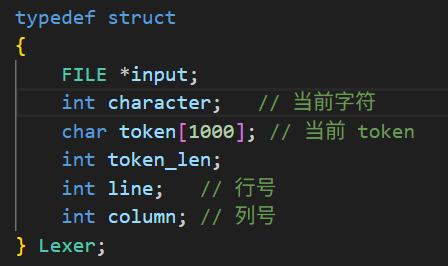 typedef struct
{
    FILE *input;
    int character;   // 当前字符
    char token[1000]; // 当前 token
    int token_len;
    int line;   // 行号
    int column; // 列号
} Lexer;